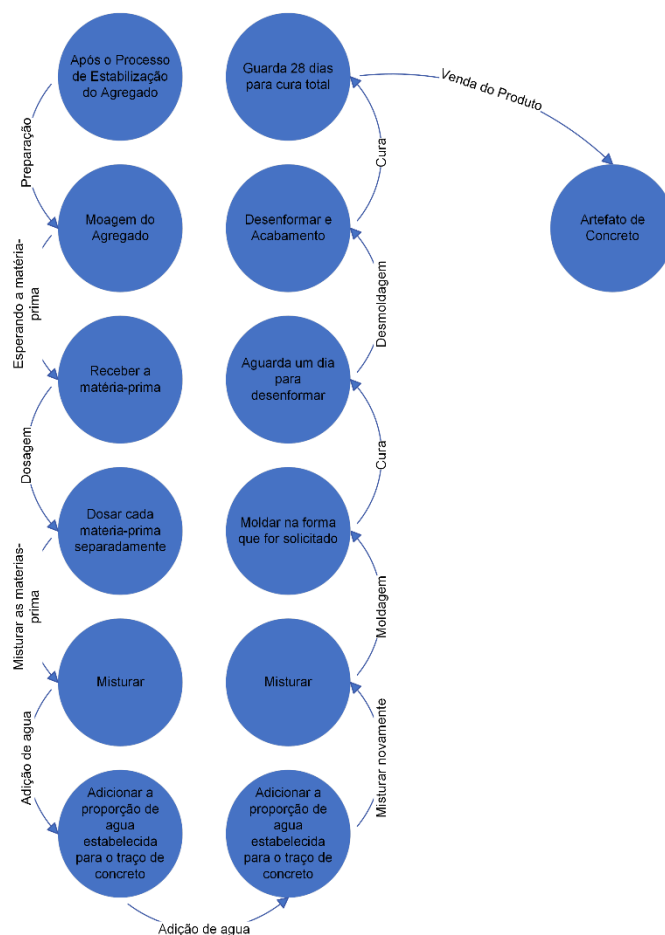 Após o Processo
de Estabilização
do Agregado
Preparação
Moagem do
Agregado
Esperando a matéria-
prima
Receber a
matéria-prima
Dosagem
Dosar cada
materia-prima
separadamente
Misturar as materias-
prima
Misturar
Adição de agua
Adicionar a
proporção de
agua
estabelecida
para o traço de
concreto
Adição de agua
Adicionar a
proporção de
agua
estabelecida
para o traço de
concreto
Misturar novamente
Misturar
Moldagem
Moldar na forma
que for solicitado
Cura
Aguarda um dia
para
desenformar
Desmoldagem
Desenformar e
Acabamento
Cura
Guarda 28 dias
para cura total
Venda do Produto
Artefato de
Concreto